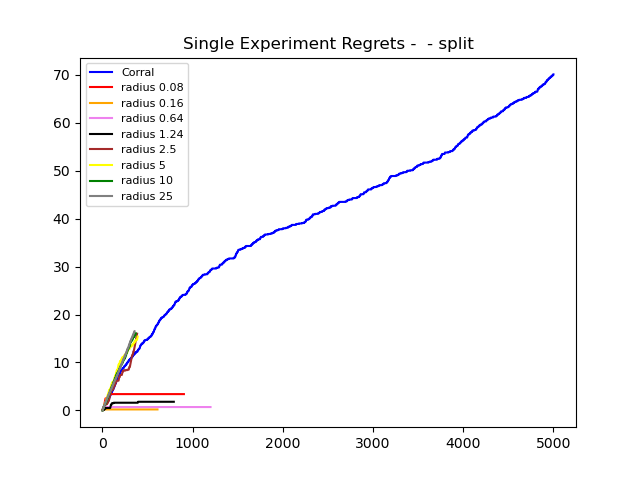 Single Experiment Regrets -  - split
Corral
radius 0.08
radius 0.16
radius 0.64
radius 1.24
radius 2.5
radius 5
radius 10
radius 25
70
60
50
40
30
20
10
0
0 1000 2000 3000 4000 5000